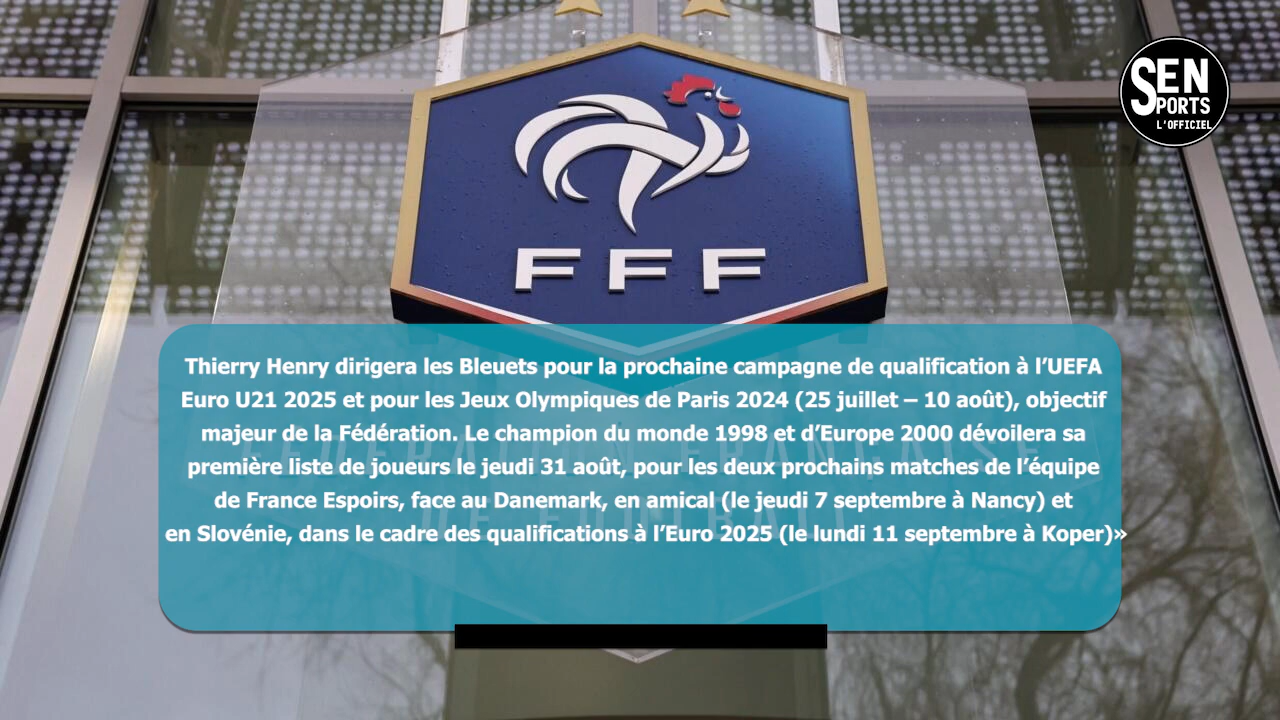 SEN
PORTS
L'OFFICIEL
FFF
Thierry Henry dirigera les Bleuets pour la prochaine campagne de qualification à l’UEFA
Euro U21 2025 et pour les Jeux Olympiques de Paris 2024 (25 juillet – 10 août), objectif
majeur de la Fédération. Le champion du monde 1998 et d’Europe 2000 dévoilera sa
première liste de joueurs le jeudi 31 août, pour les deux prochains matches de l’équipe
de France Espoirs, face au Danemark, en amical (le jeudi 7 septembre à Nancy) et
en Slovénie, dans le cadre des qualifications à l’Euro 2025 (le lundi 11 septembre à Koper)»